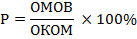 Р = ОМОВ / ОКОМ × 100%